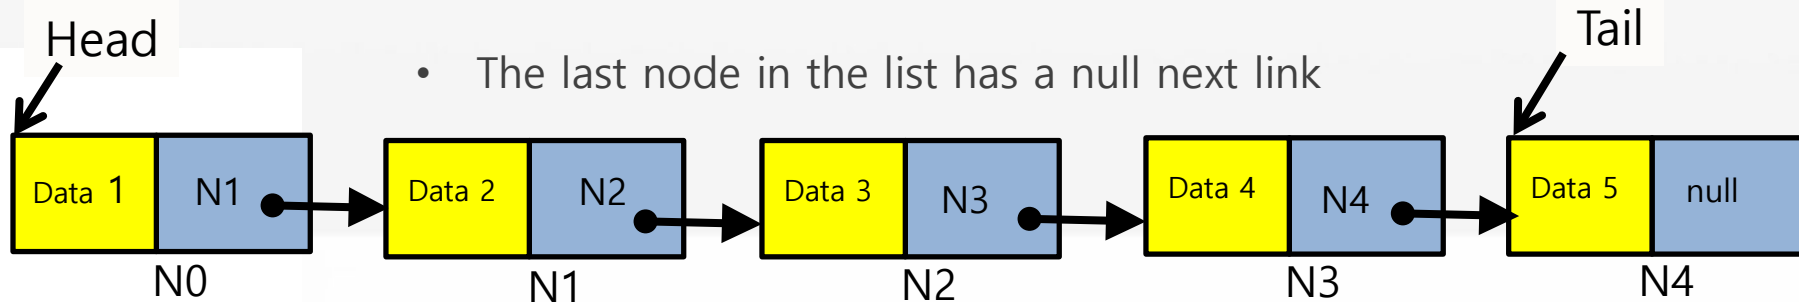 Head
Tail
• The last node in the list has a null next link
Data 1 N1 Data 2 N2 Data 3 N3 Data 4 N4 Data 5 null
N0 N1 N2 N3 N4